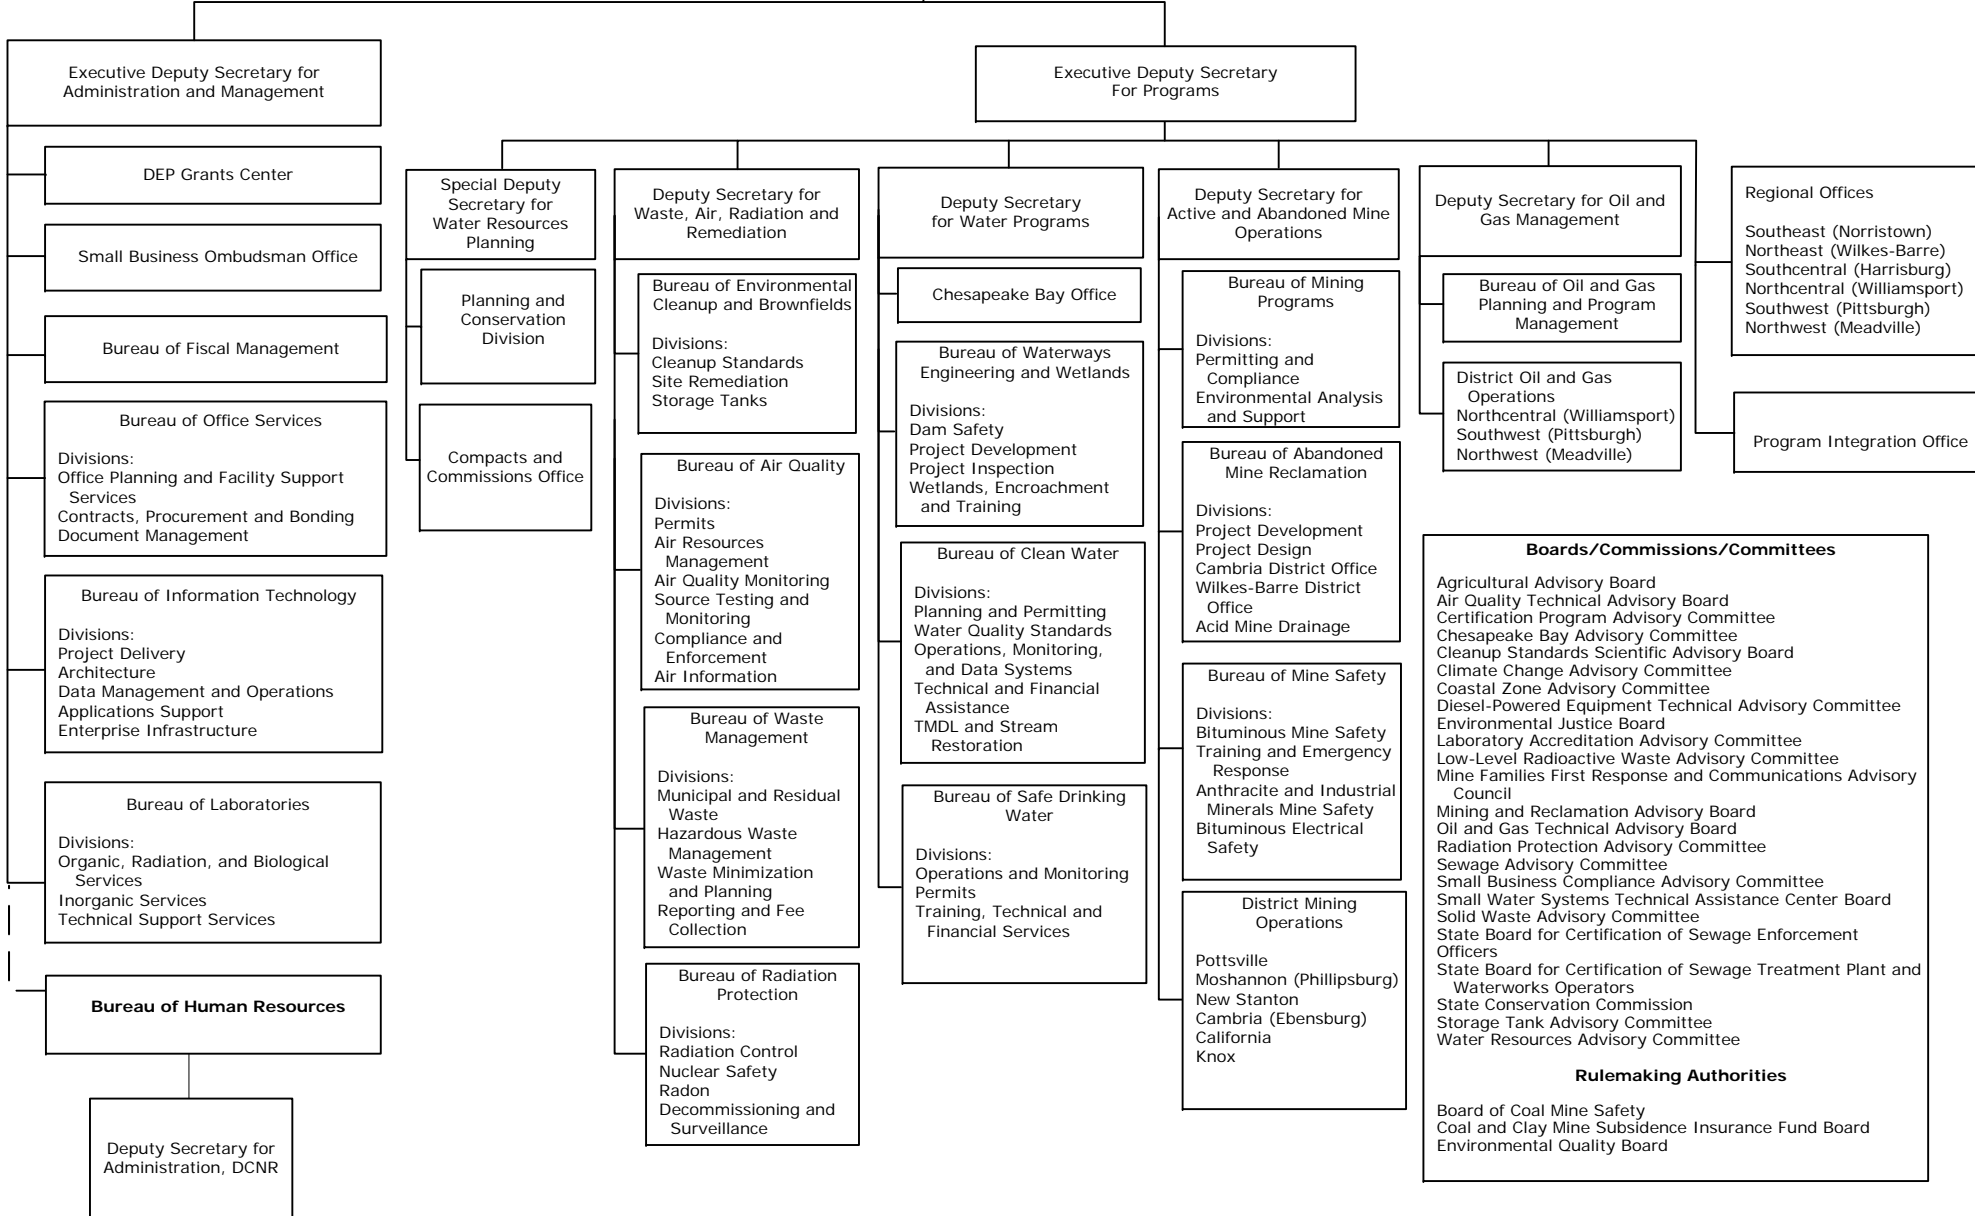 Executive Deputy Secretary for
Administration and Management
Executive Deputy Secretary
For Programs
DEP Grants Center
Small Business Ombudsman Office
Bureau of Fiscal Management
Bureau of Office Services
Divisions:
Office Planning and Facility Support
Services
Contracts, Procurement and Bonding
Document Management
Bureau of Information Technology
Divisions:
Project Delivery
Architecture
Data Management and Operations
Applications Support
Enterprise Infrastructure
Bureau of Laboratories
Divisions:
Organic, Radiation, and Biological
Services
Inorganic Services
Technical Support Services
Bureau of Human Resources
Deputy Secretary for
Administration, DCNR
Special Deputy
Secretary for
Water Resources
Planning
Planning and
Conservation
Division
Compacts and
Commissions Office
Deputy Secretary for
Waste, Air, Radiation and
Remediation
Bureau of Environmental
Cleanup and Brownfields
Divisions:
Cleanup Standards
Site Remediation
Storage Tanks
Bureau of Air Quality
Divisions:
Permits
Air Resources
Management
Air Quality Monitoring
Source Testing and
Monitoring
Compliance and
Enforcement
Air Information
Bureau of Waste
Management
Divisions:
Municipal and Residual
Waste
Hazardous Waste
Management
Waste Minimization
and Planning
Reporting and Fee
Collection
Bureau of Radiation
Protection
Divisions:
Radiation Control
Nuclear Safety
Radon
Decommissioning and
Surveillance
Deputy Secretary
for Water Programs
Chesapeake Bay Office
Bureau of Waterways
Engineering and Wetlands
Divisions:
Dam Safety
Project Development
Project Inspection
Wetlands, Encroachment
and Training
Bureau of Clean Water
Divisions:
Planning and Permitting
Water Quality Standards
Operations, Monitoring,
and Data Systems
Technical and Financial
Assistance
TMDL and Stream
Restoration
Bureau of Safe Drinking
Water
Divisions:
Operations and Monitoring
Permits
Training, Technical and
Financial Services
Deputy Secretary for
Active and Abandoned Mine
Operations
Bureau of Mining
Programs
Divisions:
Permitting and
Compliance
Environmental Analysis
and Support
Bureau of Abandoned
Mine Reclamation
Divisions:
Project Development
Project Design
Cambria District Office
Wilkes-Barre District
Office
Acid Mine Drainage
Bureau of Mine Safety
Divisions:
Bituminous Mine Safety
Training and Emergency
Response
Anthracite and Industrial
Minerals Mine Safety
Bituminous Electrical
Safety
District Mining
Operations
Pottsville
Moshannon (Phillipsburg)
New Stanton
Cambria (Ebensburg)
California
Knox
Deputy Secretary for Oil and
Gas Management
Bureau of Oil and Gas
Planning and Program
Management
District Oil and Gas
Operations
Northcentral (Williamsport)
Southwest (Pittsburgh)
Northwest (Meadville)
Regional Offices
Southeast (Norristown)
Northeast (Wilkes-Barre)
Southcentral (Harrisburg)
Northcentral (Williamsport)
Southwest (Pittsburgh)
Northwest (Meadville)
Program Integration Office
Boards/Commissions/Committees
Agricultural Advisory Board
Air Quality Technical Advisory Board
Certification Program Advisory Committee
Chesapeake Bay Advisory Committee
Cleanup Standards Scientific Advisory Board
Climate Change Advisory Committee
Coastal Zone Advisory Committee
Diesel-Powered Equipment Technical Advisory Committee
Environmental Justice Board
Laboratory Accreditation Advisory Committee
Low-Level Radioactive Waste Advisory Committee
Mine Families First Response and Communications Advisory
Council
Mining and Reclamation Advisory Board
Oil and Gas Technical Advisory Board
Radiation Protection Advisory Committee
Sewage Advisory Committee
Small Business Compliance Advisory Committee
Small Water Systems Technical Assistance Center Board
Solid Waste Advisory Committee
State Board for Certification of Sewage Enforcement
Officers
State Board for Certification of Sewage Treatment Plant and
Waterworks Operators
State Conservation Commission
Storage Tank Advisory Committee
Water Resources Advisory Committee
Rulemaking Authorities
Board of Coal Mine Safety
Coal and Clay Mine Subsidence Insurance Fund Board
Environmental Quality Board